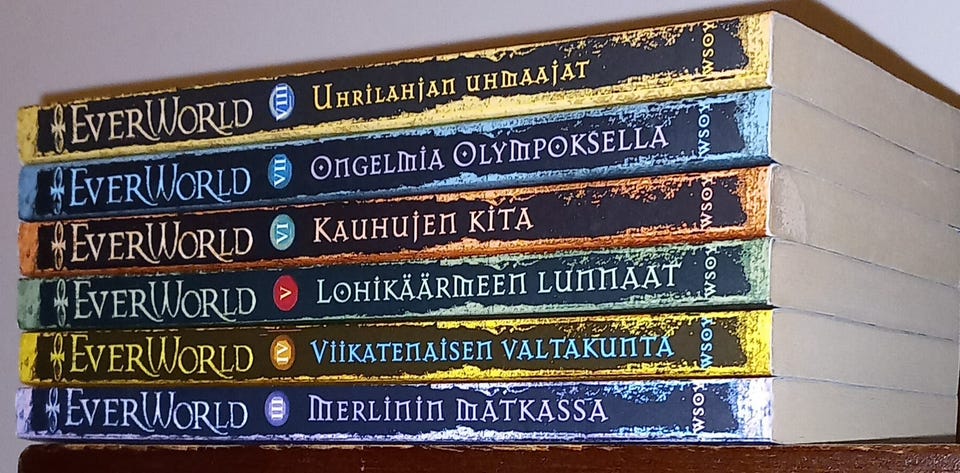 EVERWORLD VIII UHRILAHJAN UHMAAJAT WSOY
EVERWORLD VII ONGELMIA OLYMPOKSELLA WSOY
EVERWORLD VI KAUHUJEN KITA WSOY
EVERWORLD V LOHIKÄÄRMEEN LUNNAAT WSOY
EVERWORLD IV VIIKATENAISEN VALTAKUNTA WSOY
EVERWORLD III MERLININ MATKASSA WSOY